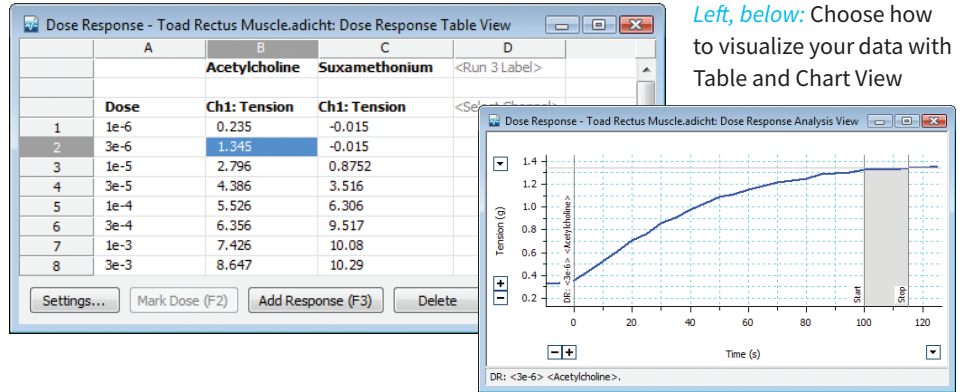 Left, below: Choose how
to visualize your data with
Table and Chart View
Dose Response - Toad Rectus Muscle.adicht: Dose Response Table View
A B C D
Acetylcholine Suxamethonium <Run 3 Label>
Dose Ch1: Tension Ch1: Tension
1 1e-6 0.235 -0.015
2 3e-6 1.345 -0.015
3 1e-5 2.796 0.8752
4 3e-5 4.386 3.516
5 1e-4 5.526 6.306
6 3e-4 6.356 9.517
7 1e-3 7.426 10.08
8 3e-3 8.647 10.29
Settings... Mark Dose (F2) Add Response (F3) Delete
Dose Response - Toad Rectus Muscle.adicht: Dose Response Analysis View
1.4
1.2
1.0
0.8
0.6
0.4
0.2
Tension (g)
DR: <3e-6> <Acetylcholine>
Start
Stop
0 20 40 60 80 100 120
Time (s)
DR: <3e-6> <Acetylcholine>.